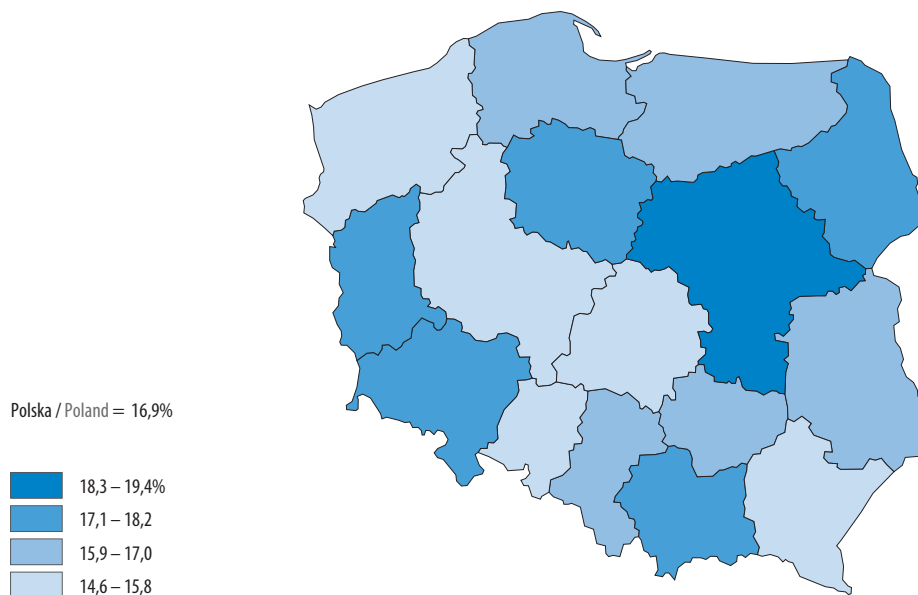 Polska / Poland = 16,9%
18,3 – 19,4%
17,1 – 18,2
15,9 – 17,0
14,6 – 15,8